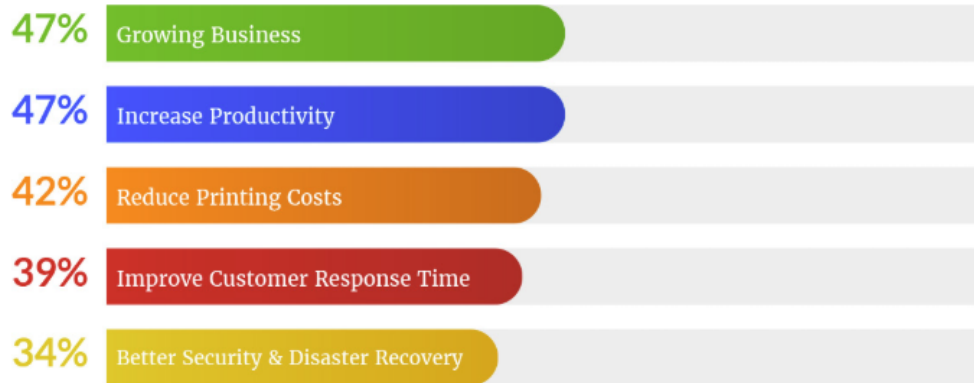 47% Growing Business
47% Increase Productivity
42% Reduce Printing Costs
39% Improve Customer Response Time
34% Better Security & Disaster Recovery